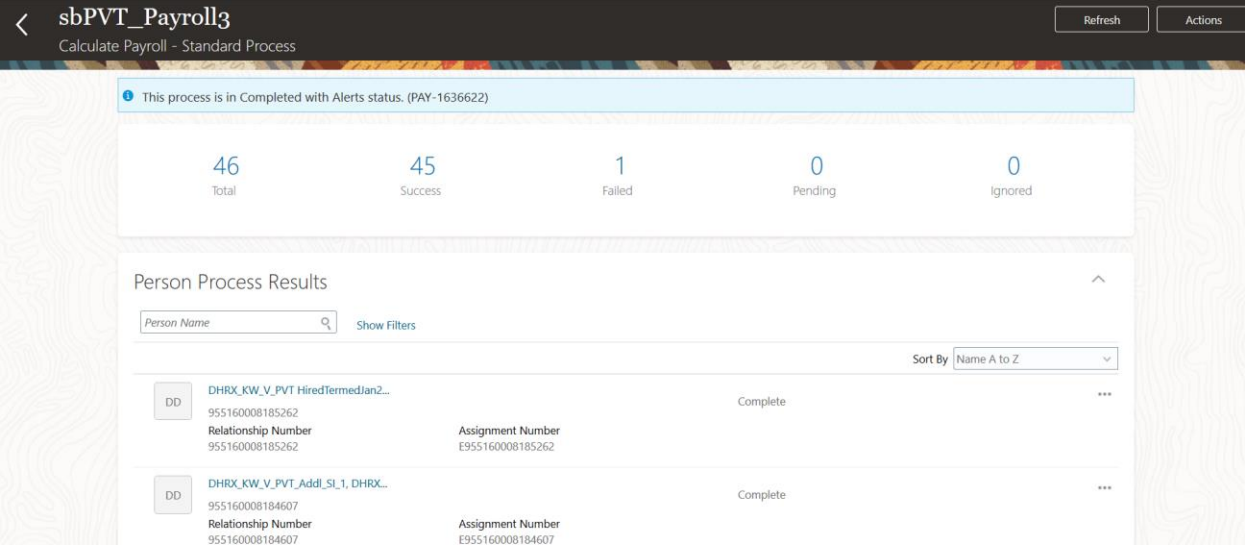 sbPVT_Payroll3
Refresh
Actions
Calculate Payroll - Standard Process
This process is in Completed with Alerts status. (PAY-1636622)
46 45 1 0 0
Total Success Failed Pending Ignored
Person Process Results
Person Name
Show Filters
Sort By Name A to Z
DD
DHRX_KW_V_PVT HiredTermedJan2...
955160008185262
Complete
Relationship Number Assignment Number
955160008185262 E955160008185262
DD
DHRX_KW_V_PVT_Addl_SI_1, DHRX...
955160008184607
Complete
Relationship Number Assignment Number
955160008184607 E955160008184607